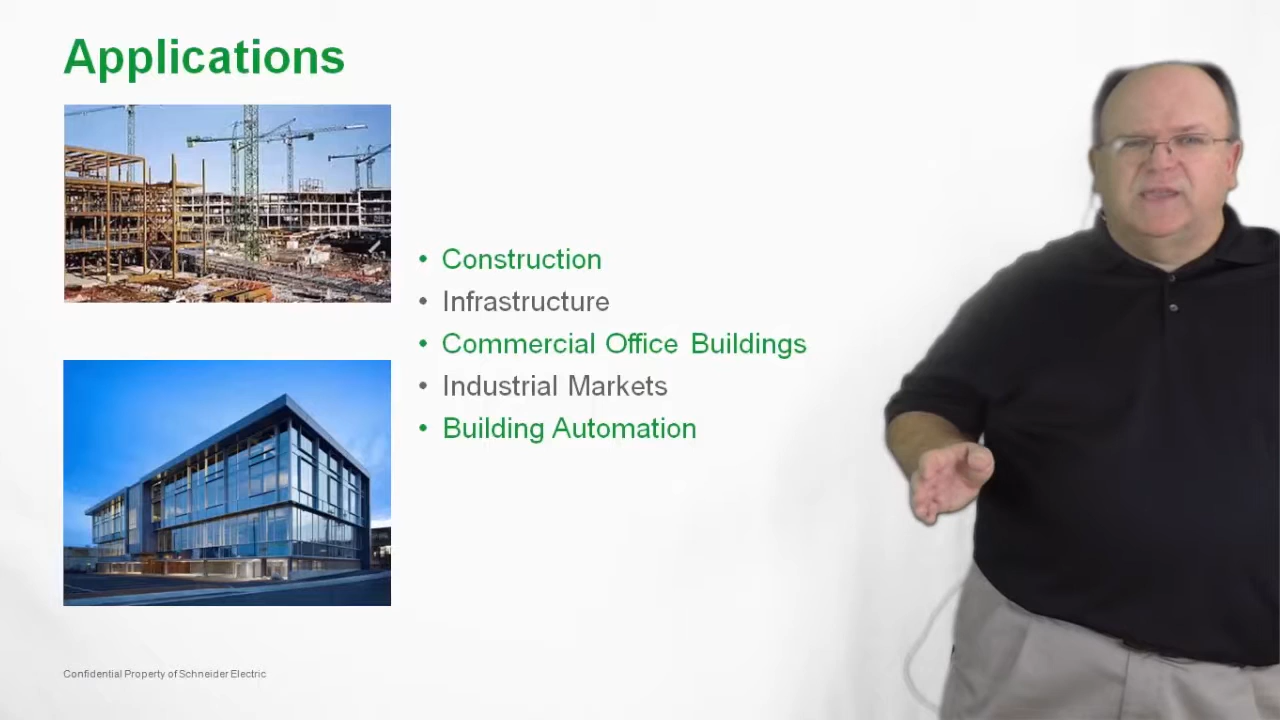 Applications
• Construction
• Infrastructure
• Commercial Office Buildings
• Industrial Markets
• Building Automation
Confidential Property of Schneider Electric